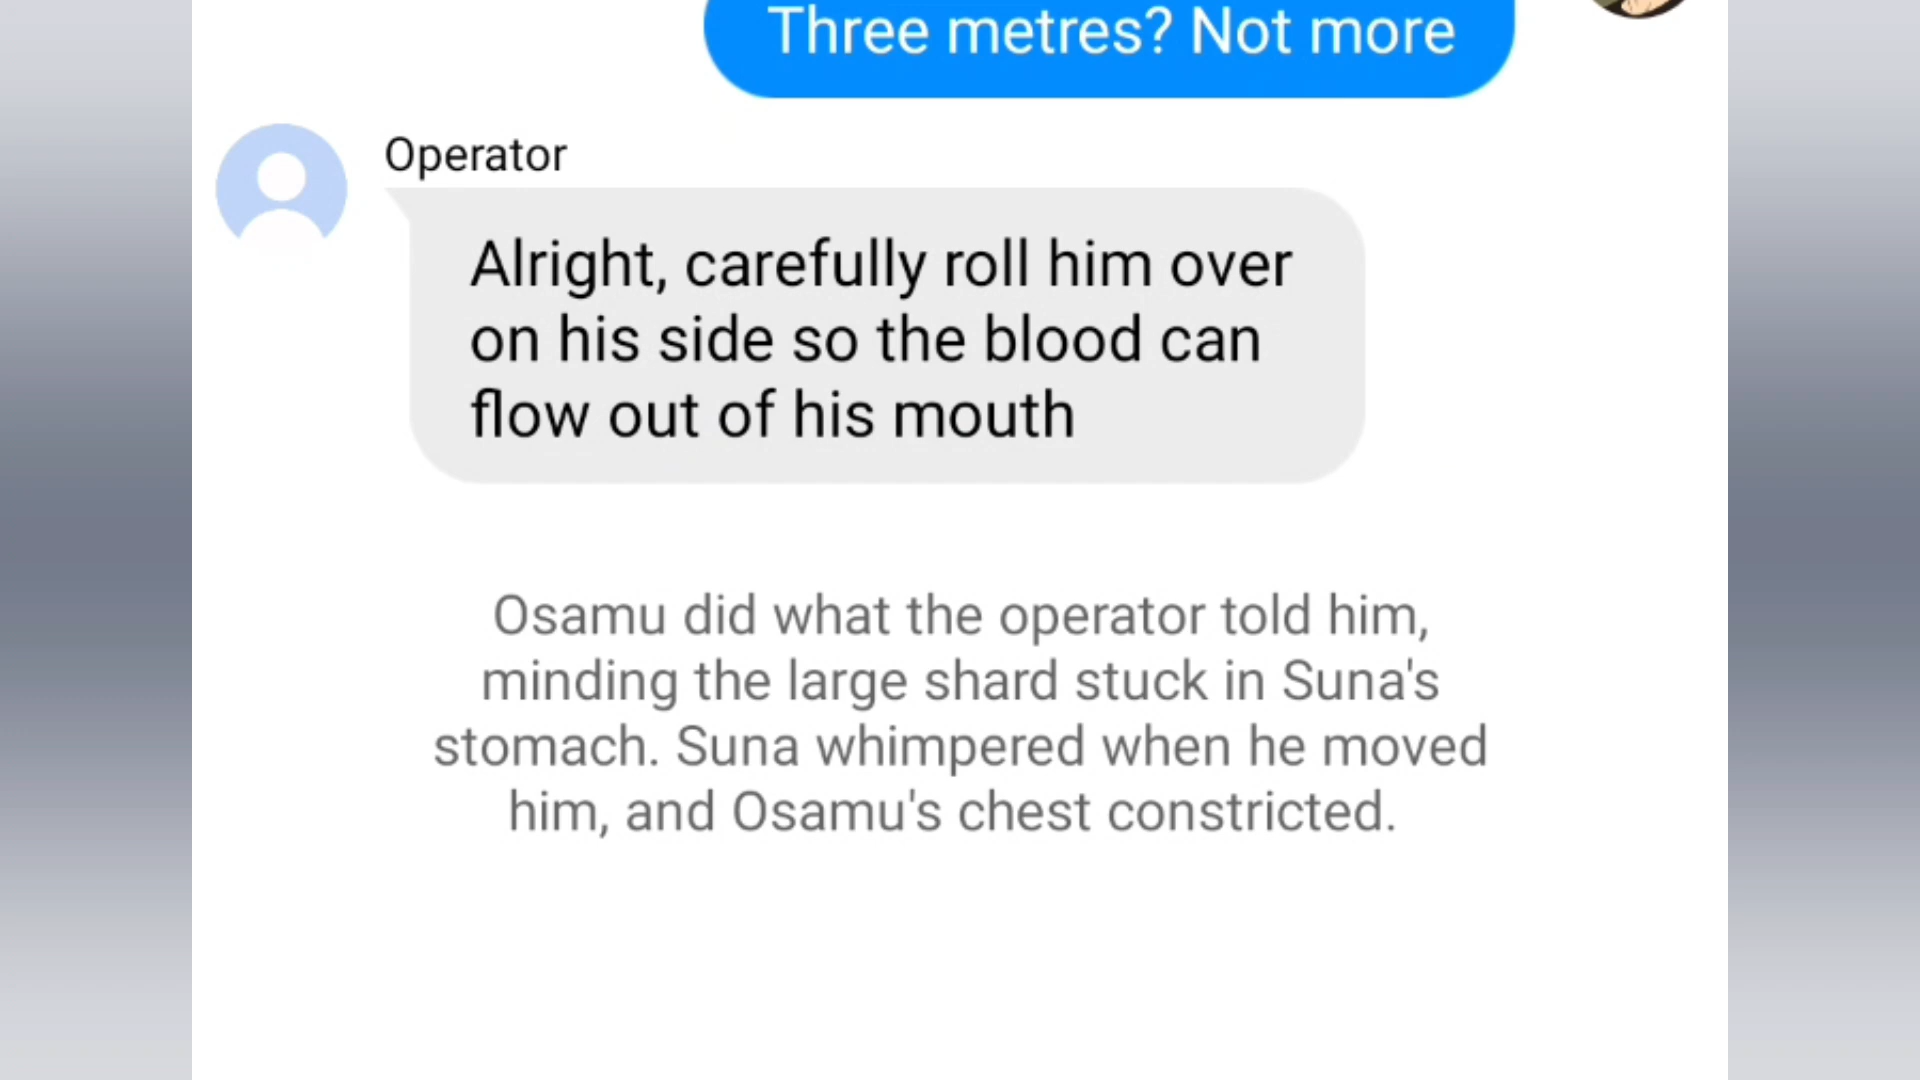 Three metres? Not more
Operator
Alright, carefully roll him over
on his side so the blood can
flow out of his mouth
Osamu did what the operator told him,
minding the large shard stuck in Suna's
stomach. Suna whimpered when he moved
him, and Osamu's chest constricted.